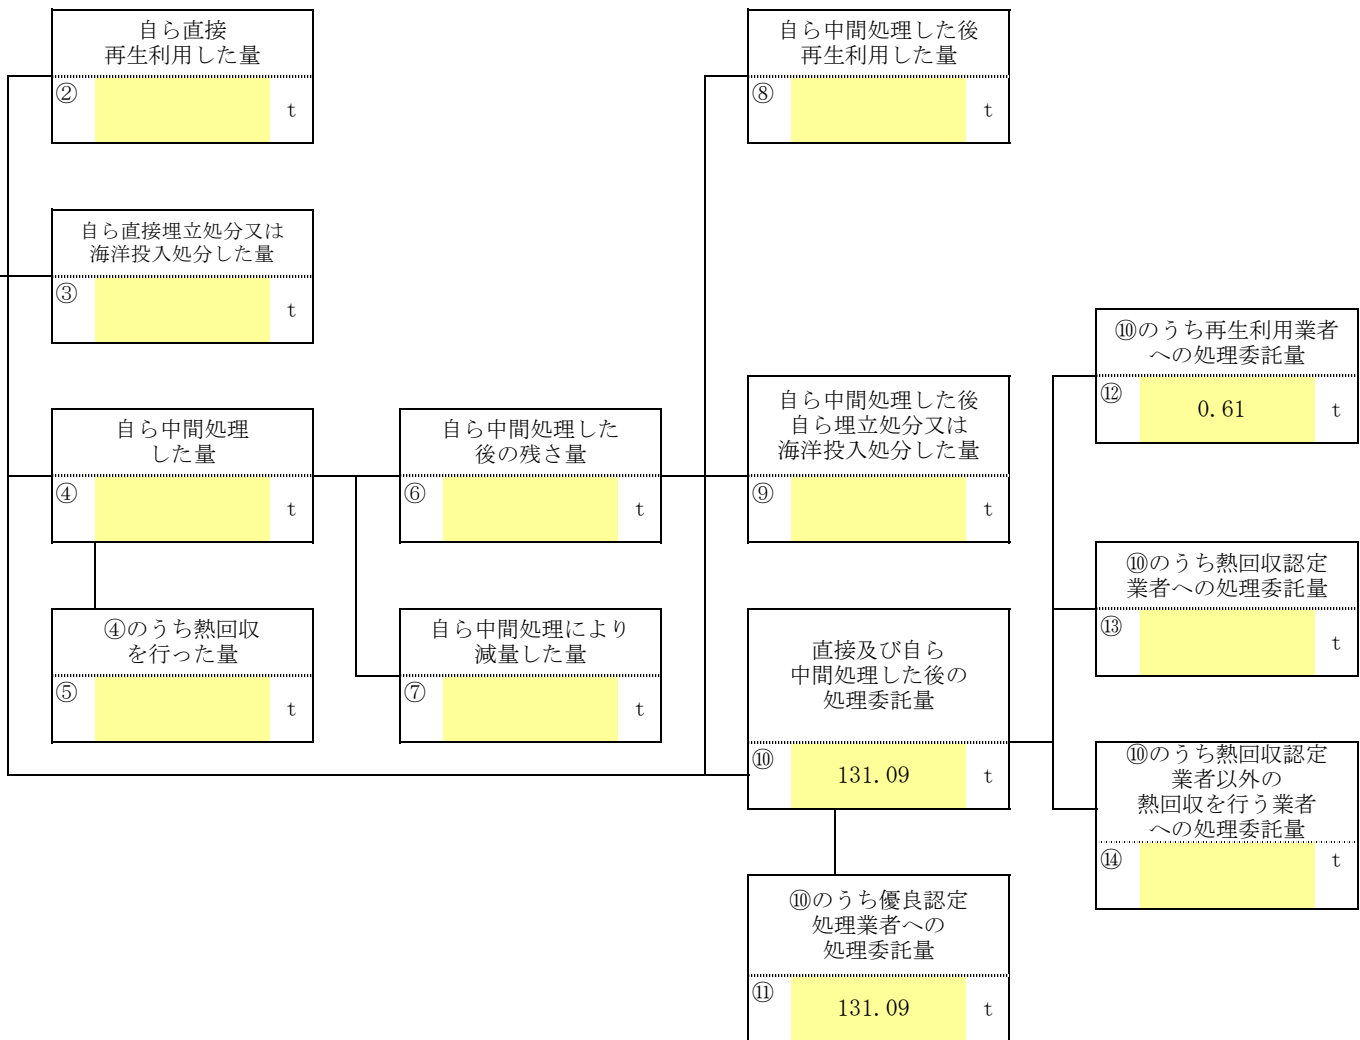 自ら直接
再生利用した量
②
t
自ら中間処理した後
再生利用した量
⑧
t
自ら直接埋立処分又は
海洋投入処分した量
③
t
⑩のうち再生利用業者
への処理委託量
⑫
0.61
t
自ら中間処理
した量
④
t
自ら中間処理した
後の残さ量
⑥
t
自ら中間処理した後
自ら埋立処分又は
海洋投入処分した量
⑨
t
⑩のうち熱回収認定
業者への処理委託量
⑬
t
④のうち熱回収
を行った量
⑤
t
自ら中間処理により
減量した量
⑦
t
直接及び自ら
中間処理した後の
処理委託量
⑩
131.09
t
⑩のうち熱回収認定
業者以外の
熱回収を行う業者
への処理委託量
⑭
t
⑩のうち優良認定
処理業者への
処理委託量
⑪
131.09
t